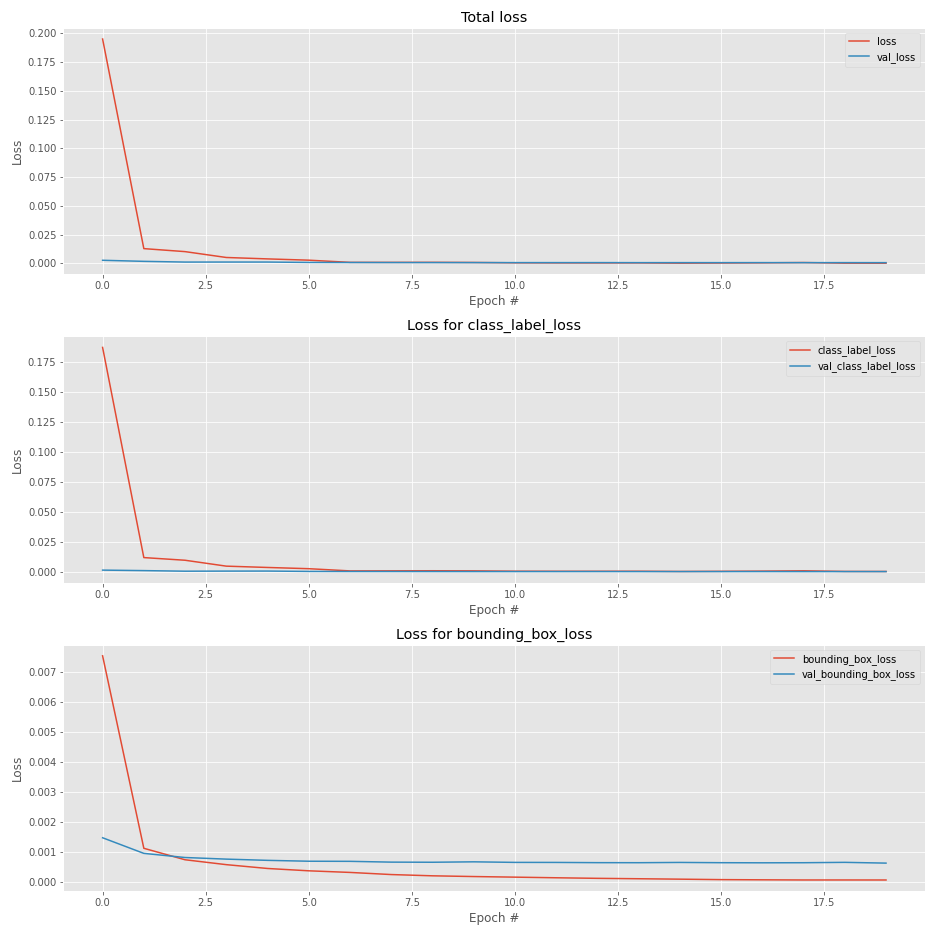 Total loss
0.200
0.175
0.150
0.125
0.100
0.075
0.050
0.025
0.000
Loss
loss
val_loss
0.0 2.5 5.0 7.5 10.0 12.5 15.0 17.5
Epoch #
Loss for class_label_loss
0.175
0.150
0.125
0.100
0.075
0.050
0.025
0.000
Loss
class_label_loss
val_class_label_loss
0.0 2.5 5.0 7.5 10.0 12.5 15.0 17.5
Epoch #
Loss for bounding_box_loss
0.007
0.006
0.005
0.004
0.003
0.002
0.001
0.000
Loss
bounding_box_loss
val_bounding_box_loss
0.0 2.5 5.0 7.5 10.0 12.5 15.0 17.5
Epoch #